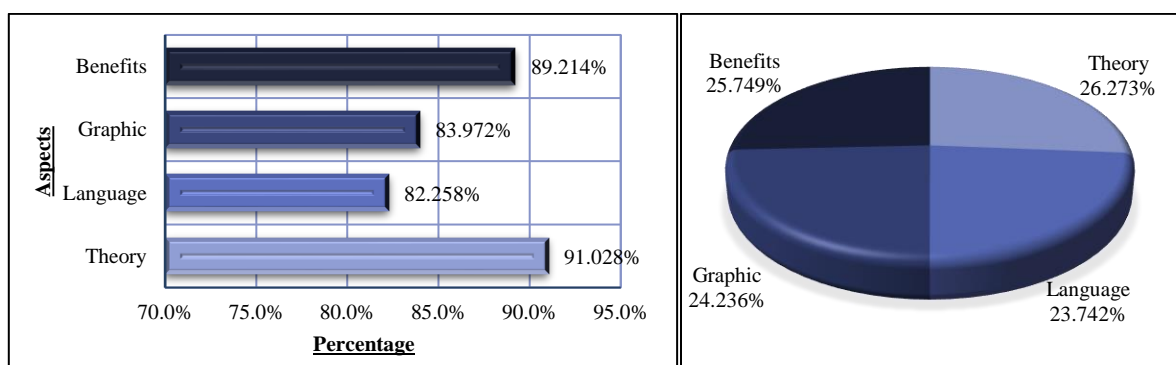 Aspects
Benefits
89.214%
Graphic
83.972%
Language
82.258%
Theory
91.028%
70.0% 75.0% 80.0% 85.0% 90.0% 95.0%
Percentage
Benefits
25.749%
Theory
26.273%
Graphic
24.236%
Language
23.742%